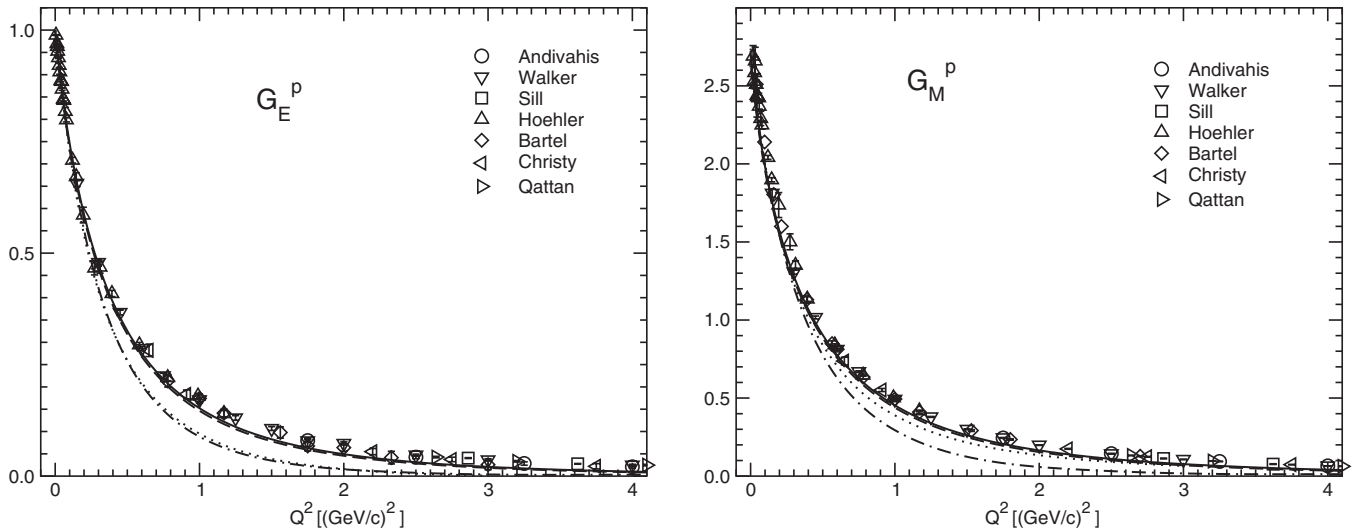 1.0
0.5
0.0
0 1 2 3 4
Q^2 [(GeV/c)^2]
G_E^p
Andivahis
Walker
Sill
Hoehler
Bartel
Christy
Qattan
2.5
2.0
1.5
1.0
0.5
0.0
0 1 2 3 4
Q^2 [(GeV/c)^2]
G_M^p
Andivahis
Walker
Sill
Hoehler
Bartel
Christy
Qattan